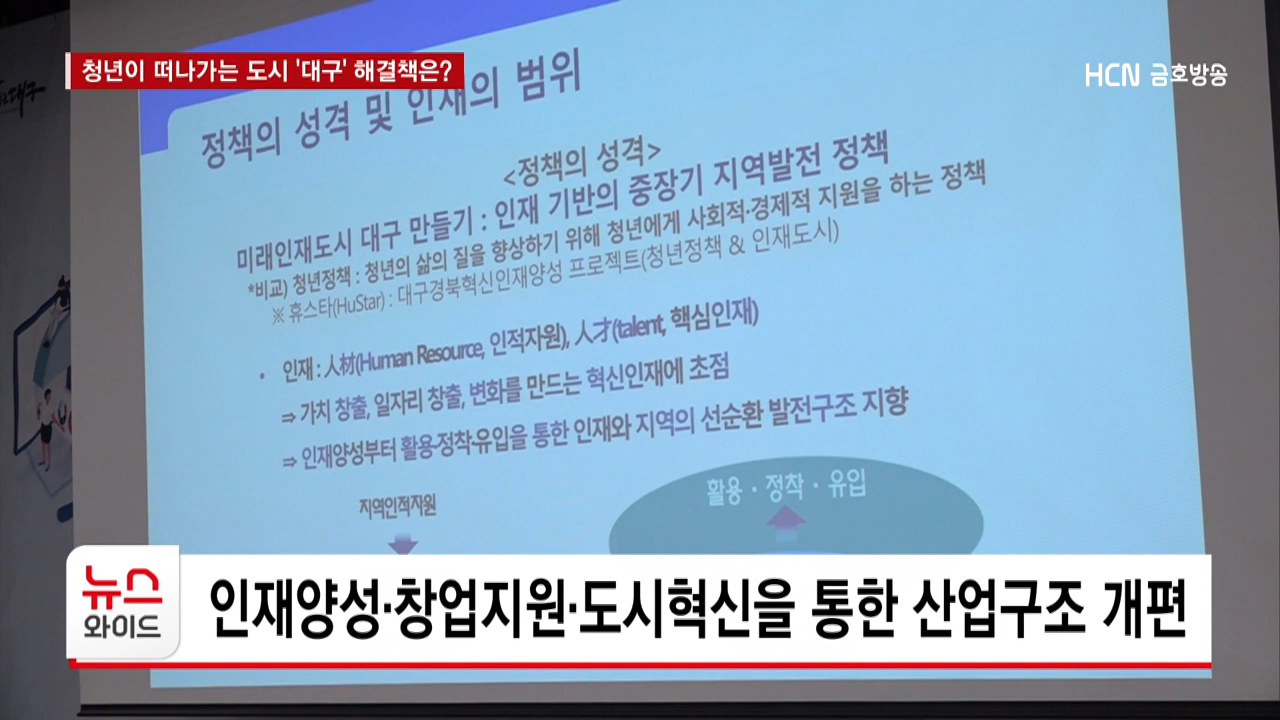 청년이 떠나가는 도시 '대구' 해결책은?
HCN 금호방송
대구
정책의 성격 및 인재의 범위
<정책의 성격>
미래인재도시 대구 만들기 : 인재 기반의 중장기 지역발전 정책
*비교) 청년정책 : 청년의 삶의 질을 향상하기 위해 청년에게 사회적·경제적 지원을 하는 정책
※ 휴스타(HuStar) : 대구경북혁신인재양성 프로젝트(청년정책 & 인재도시)
• 인재 : 人材(Human Resource, 인적자원), 人才(talent, 핵심인재)
⇒ 가치 창출, 일자리 창출, 변화를 만드는 혁신인재에 초점
⇒ 인재양성부터 활용·정착·유입을 통한 인재와 지역의 선순환 발전구조 지향
활용 · 정착 · 유입
지역인적자원
뉴스
와이드
인재양성·창업지원·도시혁신을 통한 산업구조 개편